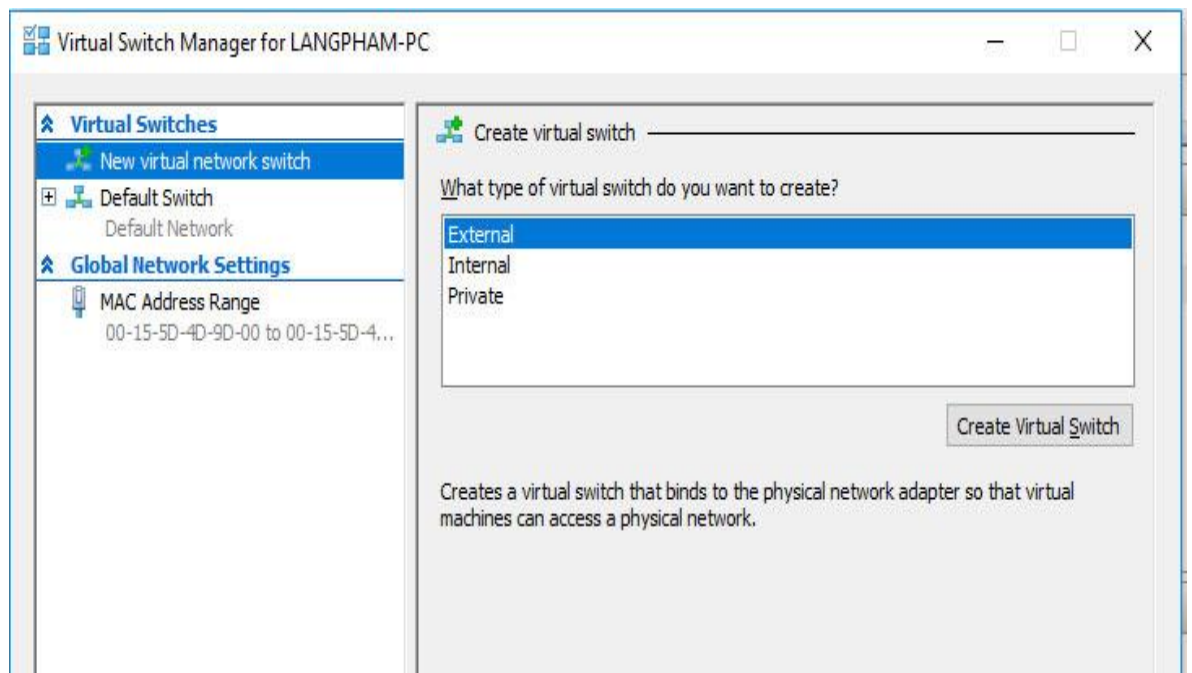 Virtual Switch Manager for LANGPHAM-PC
Virtual Switches
New virtual network switch
Default Switch
Default Network
Global Network Settings
MAC Address Range
00-15-5D-4D-9D-00 to 00-15-5D-4...
Create virtual switch
What type of virtual switch do you want to create?
External
Internal
Private
Create Virtual Switch
Creates a virtual switch that binds to the physical network adapter so that virtual
machines can access a physical network.